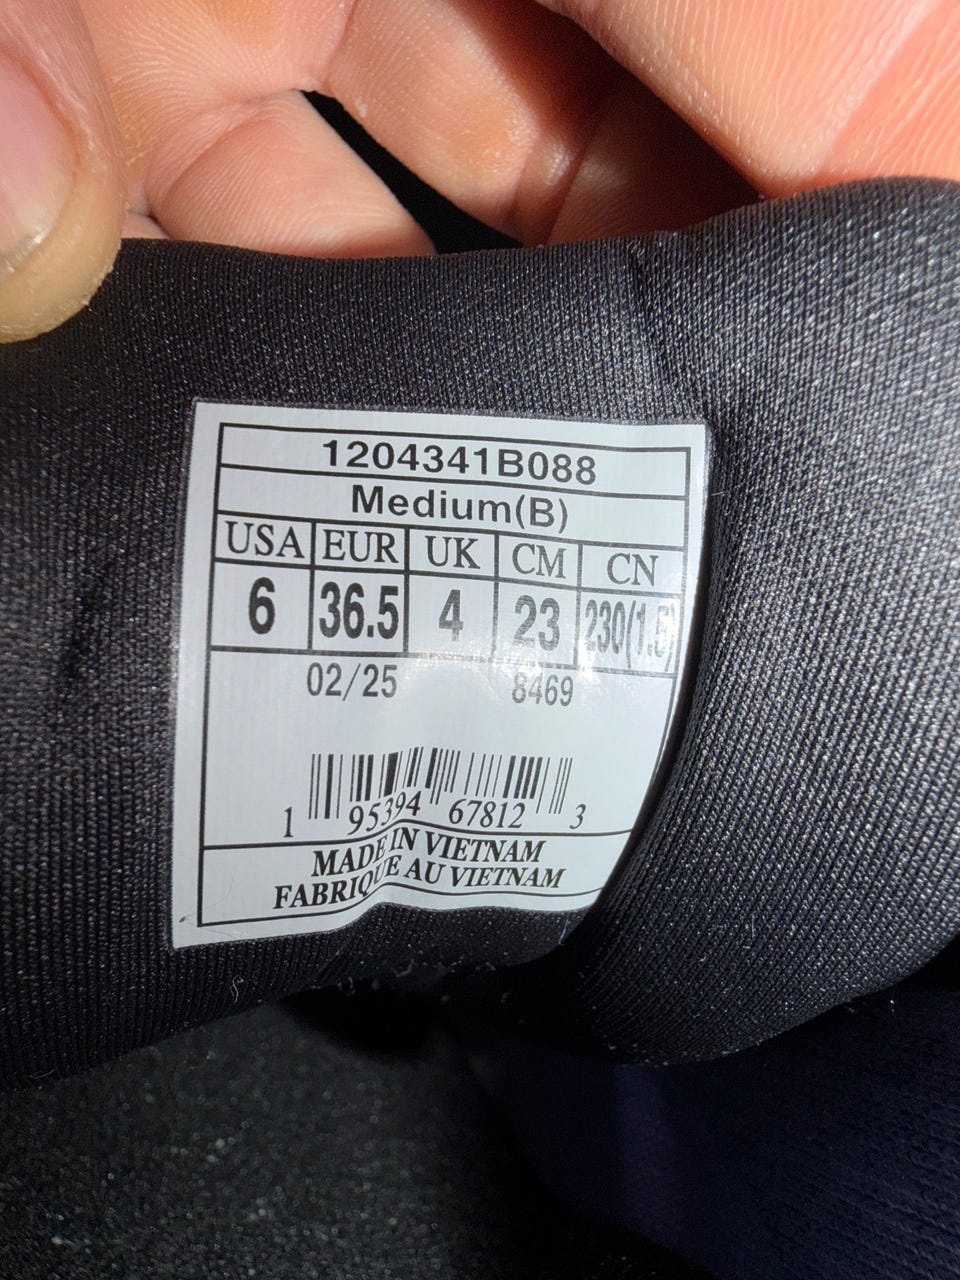 1204341B088
Medium(B)
USA EUR UK CM CN
6 36.5 4 23 230(1.5)
02/25 8469
1 95394 67812 3
MADE IN VIETNAM
FABRIQUE AU VIETNAM